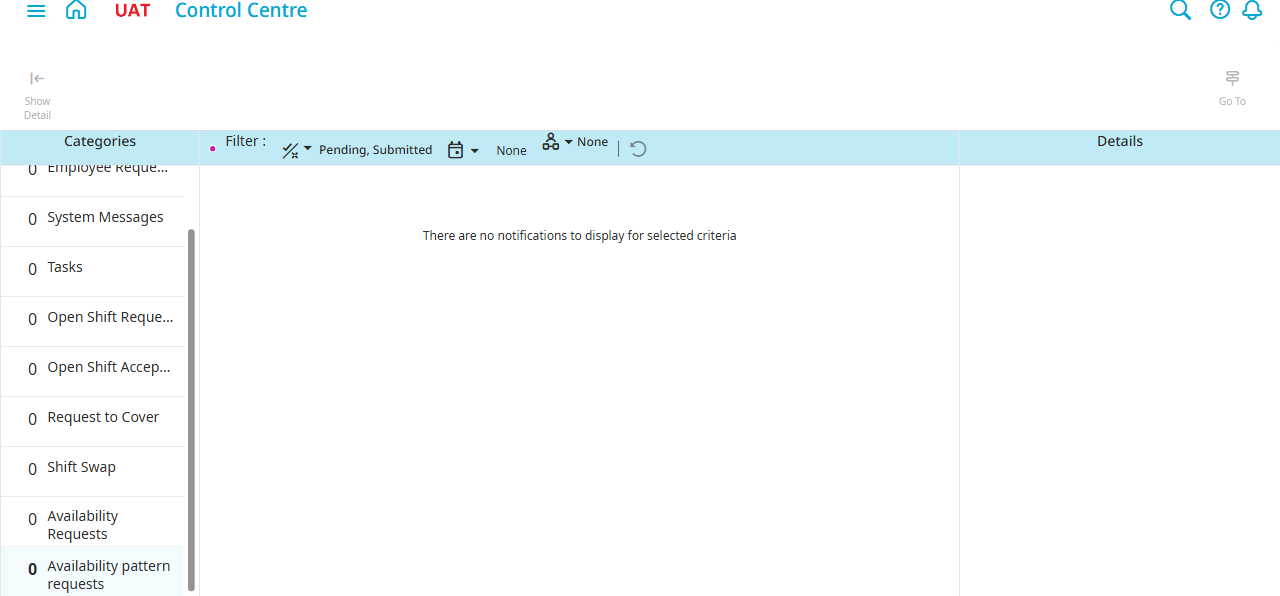 UAT Control Centre
Show
Detail
Go To
Categories
Filter :
Pending, Submitted
None
None
Details
0 Employee Reque...
0 System Messages
0 Tasks
0 Open Shift Reque...
0 Open Shift Accep...
0 Request to Cover
0 Shift Swap
0 Availability
Requests
0 Availability pattern
requests
There are no notifications to display for selected criteria